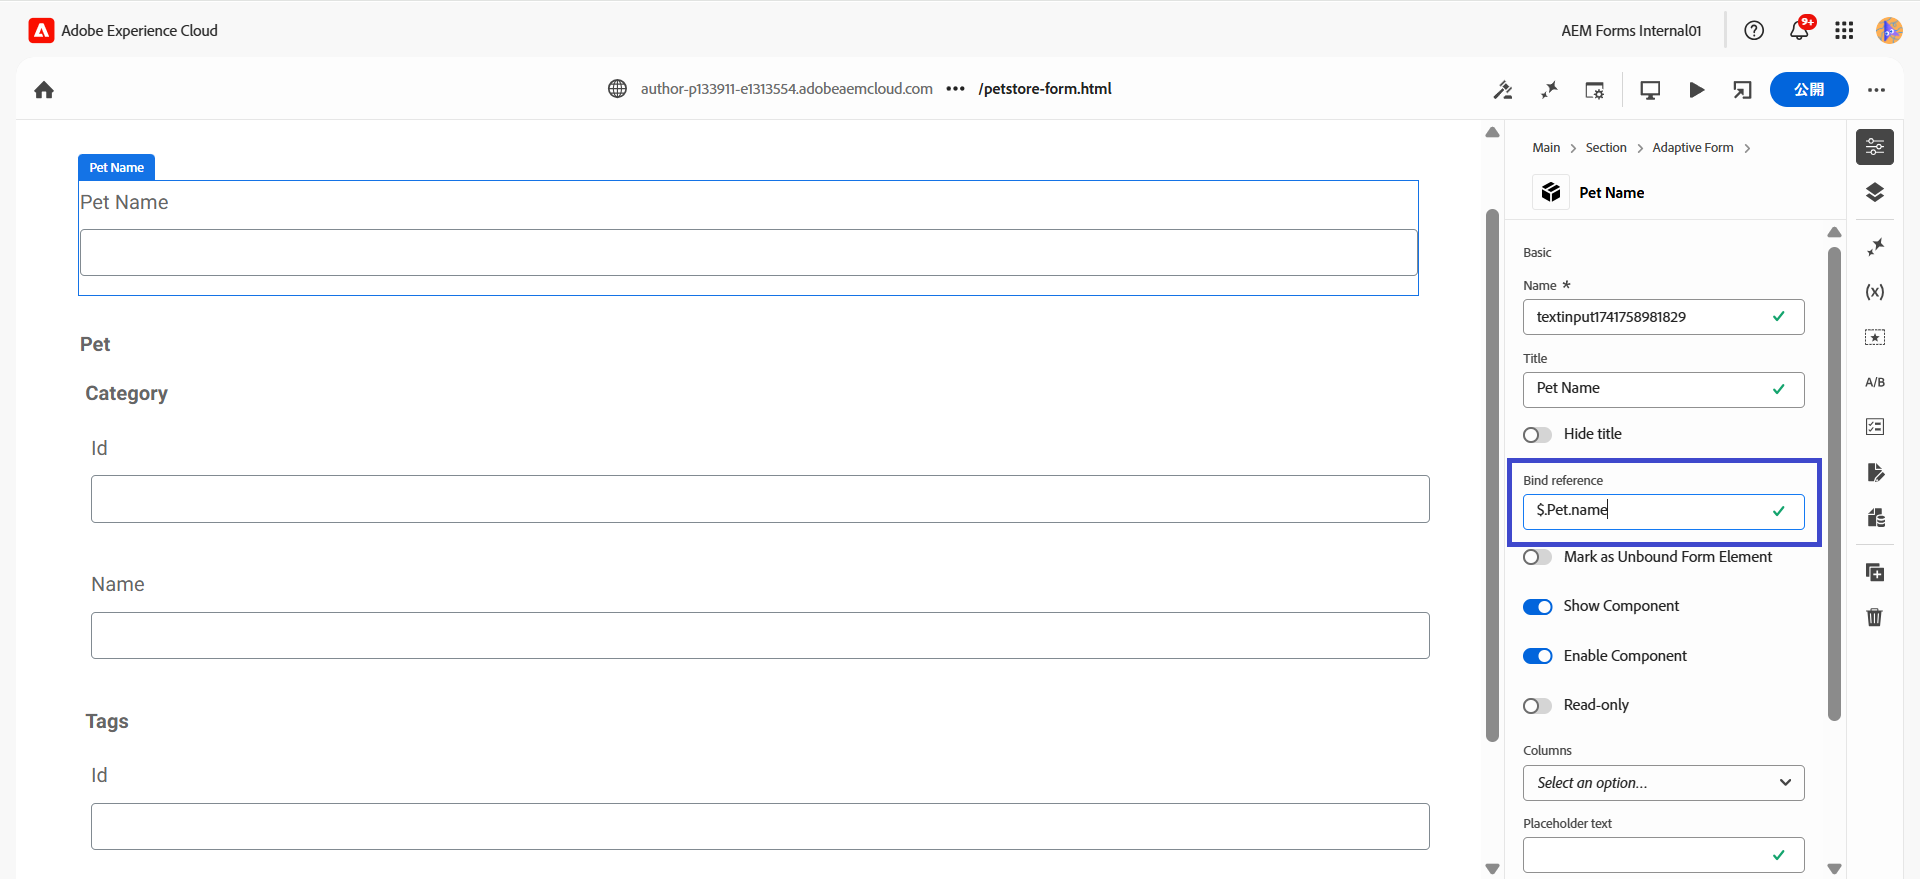 Adobe Experience Cloud
AEM Forms Internal01
9+
author-p133911-e1313554.adobeaemcloud.com ••• /petstore-form.html
公開
Pet Name
Pet Name
Pet
Category
Id
Name
Tags
Id
Main > Section > Adaptive Form >
Pet Name
Basic
Name *
textinput1741758981829
Title
Pet Name
Hide title
Bind reference
$.Pet.name
Mark as Unbound Form Element
Show Component
Enable Component
Read-only
Columns
Select an option...
Placeholder text
(x)
A/B